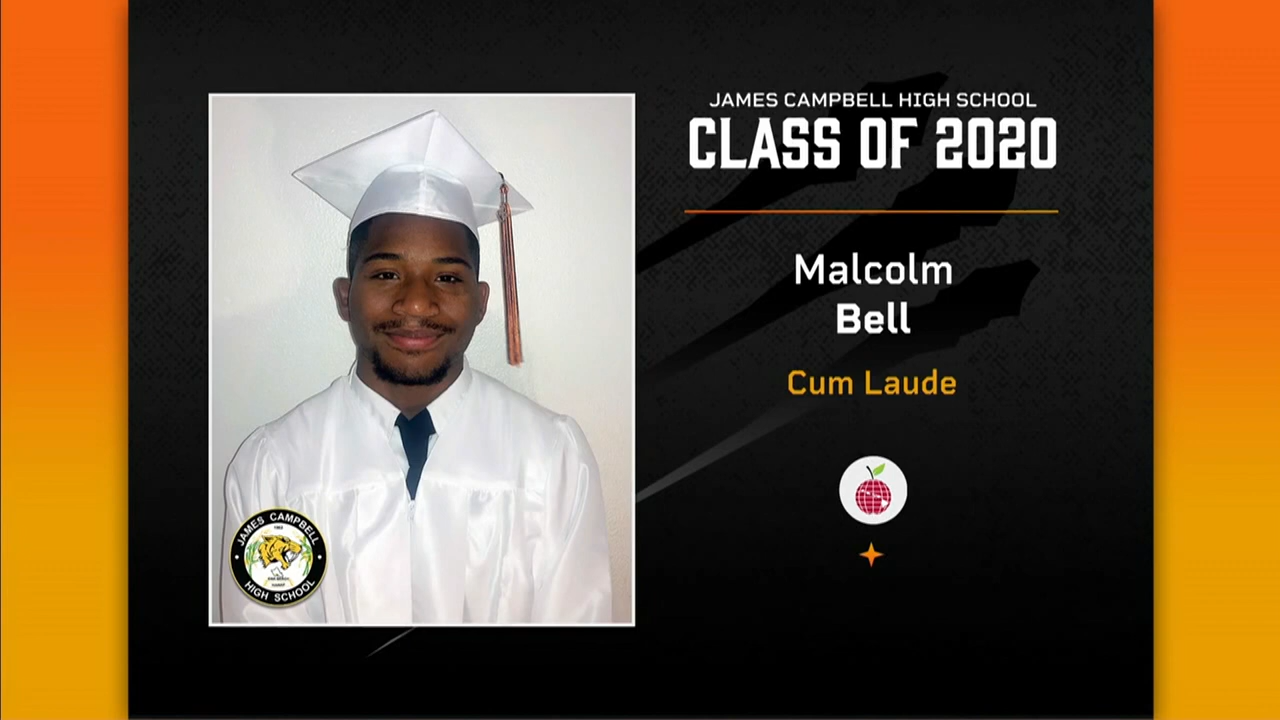 JAMES CAMPBELL HIGH SCHOOL
CLASS OF 2020
Malcolm
Bell
Cum Laude
JAMES CAMPBELL
HIGH SCHOOL